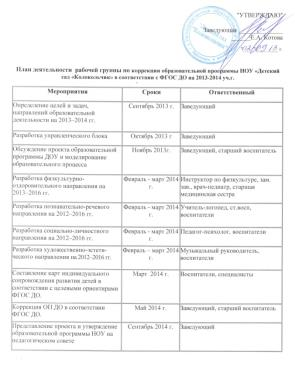 "УТВЕРЖДАЮ"
Заведующая
Е.А. Котова
План деятельности рабочей группы по коррекции образовательной программы НОУ «Детский
сад «Колокольчик» в соответствии с ФГОС ДО на 2013-2014 уч.г.
Мероприятия Сроки Ответственный
Определение целей и задач,
направлений образовательной
деятельности на 2013–2014 гг.
Сентябрь 2013 г.
Заведующий
Разработка управленческого блока
Октябрь 2013 г
Заведующий
Обсуждение проекта образовательной
программы ДОУ и моделирование
образовательного процесса
Ноябрь 2013г.
Заведующий, старший воспитатель
Разработка физкультурно-
оздоровительного направления на
2013–2016 гг.
Февраль - март 2014
г.
Инструктор по физкультуре, зам.
зав., врач-педиатр, старшая
медицинская сестра
Разработка познавательно-речевого
направления на 2012–2016 гг.
Февраль - март 2014
г.
Учитель-логопед, ст.восп,
воспитатели
Разработка социально-личностного
направления на 2012–2016 гг.
Февраль - март 2014
г.
Педагог-психолог, воспитатели
Разработка художественно-эстети-
ческого направления на 2012-2016 гг.
Февраль - март 2014
г.
Музыкальный руководитель,
воспитатели
Составление карт индивидуального
сопровождения развития детей в
соответствии с целевыми ориентирами
ФГОС ДО.
Март 2014 г.
Воспитатели, специалисты
Коррекция ОП ДО в соответствии
ФГОС ДО.
Май 2014 г.
Заведующий, старший воспитатель
Представление проекта и утверждение
образовательной программы НОУ на
педагогическом совете
Сентябрь 2014 г.
Заведующий